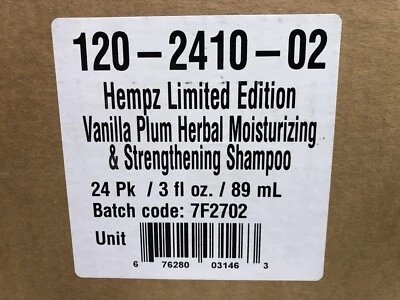 120-2410-02
Hempz Limited Edition
Vanilla Plum Herbal Moisturizing
& Strengthening Shampoo
24 Pk / 3 fl oz. / 89 mL
Batch code: 7F2702
Unit
6 76280 03146 3